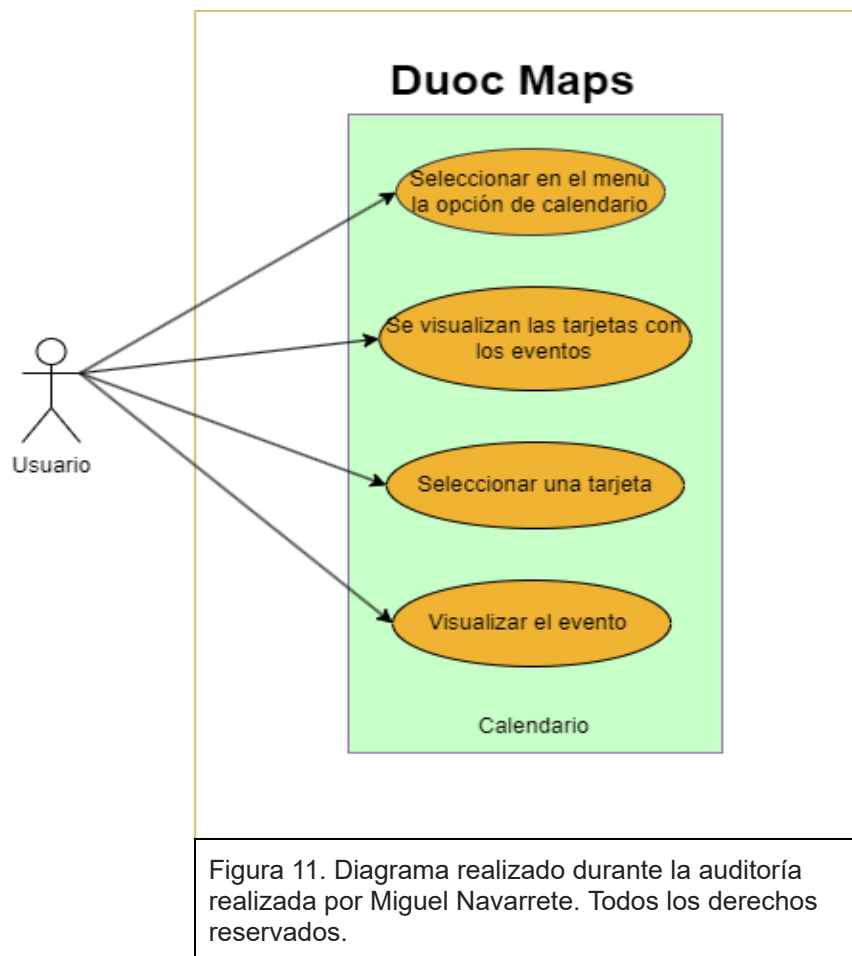 Duoc Maps
Seleccionar en el menú
la opción de calendario
Se visualizan las tarjetas con
los eventos
Usuario
Seleccionar una tarjeta
Visualizar el evento
Calendario
Figura 11. Diagrama realizado durante la auditoría
realizada por Miguel Navarrete. Todos los derechos
reservados.